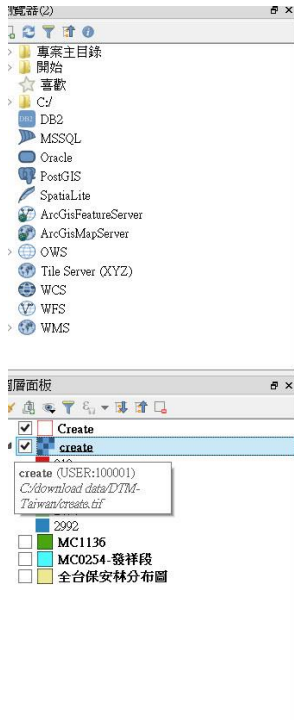 瀏覽器(2)
專案主目錄
開始
喜歡
C:/
DB2
MSSQL
Oracle
PostGIS
SpatiaLite
ArcGisFeatureServer
ArcGisMapServer
OWS
Tile Server (XYZ)
WCS
WFS
WMS
圖層面板
Create
create
create (USER:100001)
C:/download data/DTM-
Taiwan/create.tif
2992
MC1136
MC0254-發祥段
全台保安林分布圖